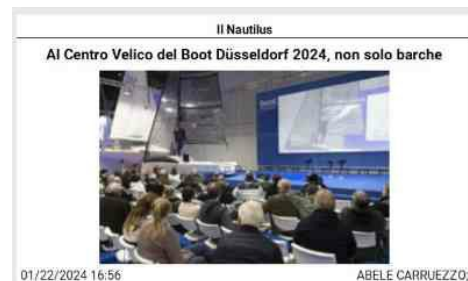 Il Nautilus
Al Centro Velico del Boot Düsseldorf 2024, non solo barche
01/22/2024 16:56
ABELE CARRUEZZO;